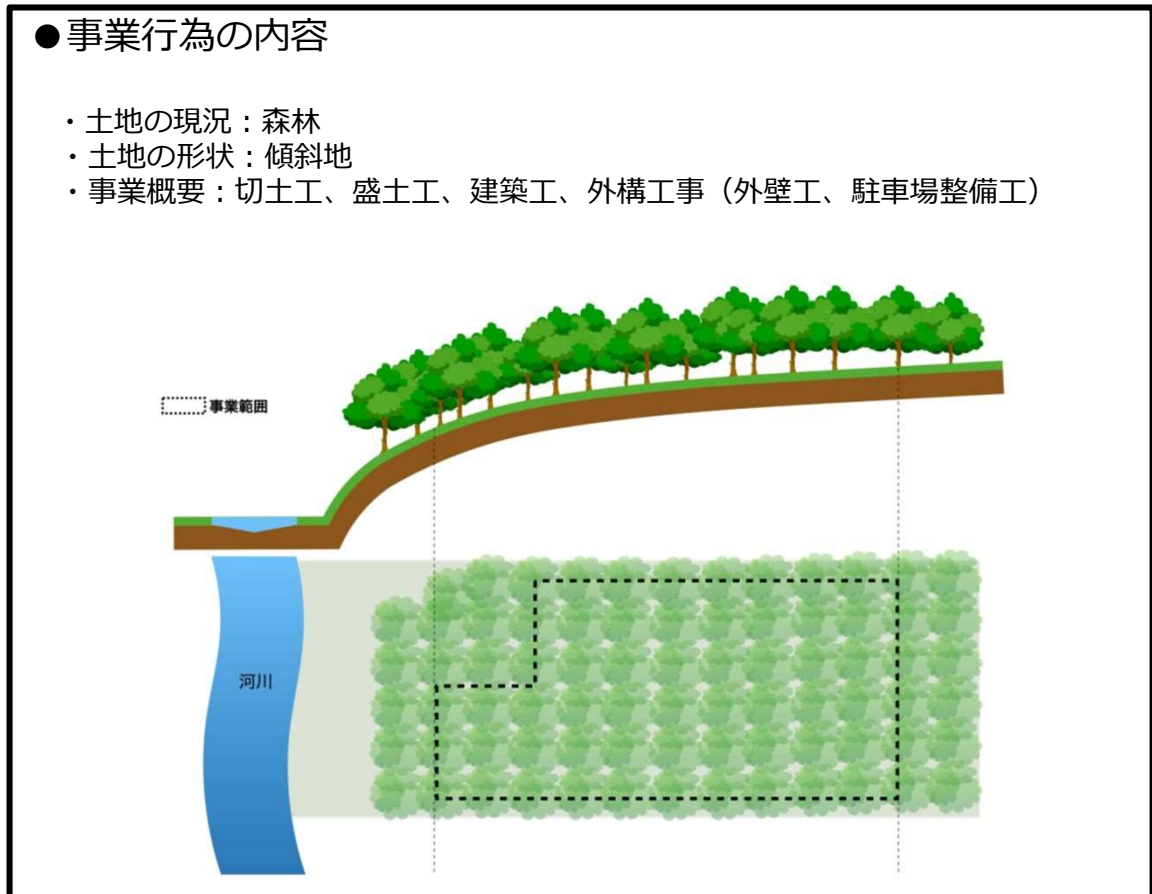 ●事業行為の内容
・土地の現況：森林
・土地の形状：傾斜地
・事業概要：切土工、盛土工、建築工、外構工事（外壁工、駐車場整備工）
事業範囲
河川